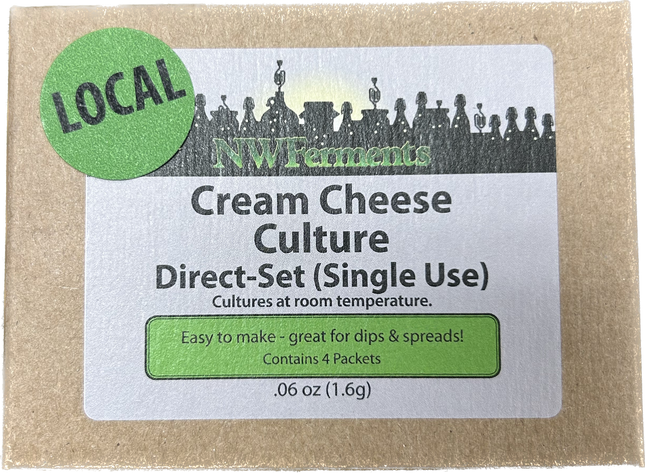 LOCAL
NWFerments
Cream Cheese
Culture
Direct-Set (Single Use)
Cultures at room temperature.
Easy to make - great for dips & spreads!
Contains 4 Packets
.06 oz (1.6g)